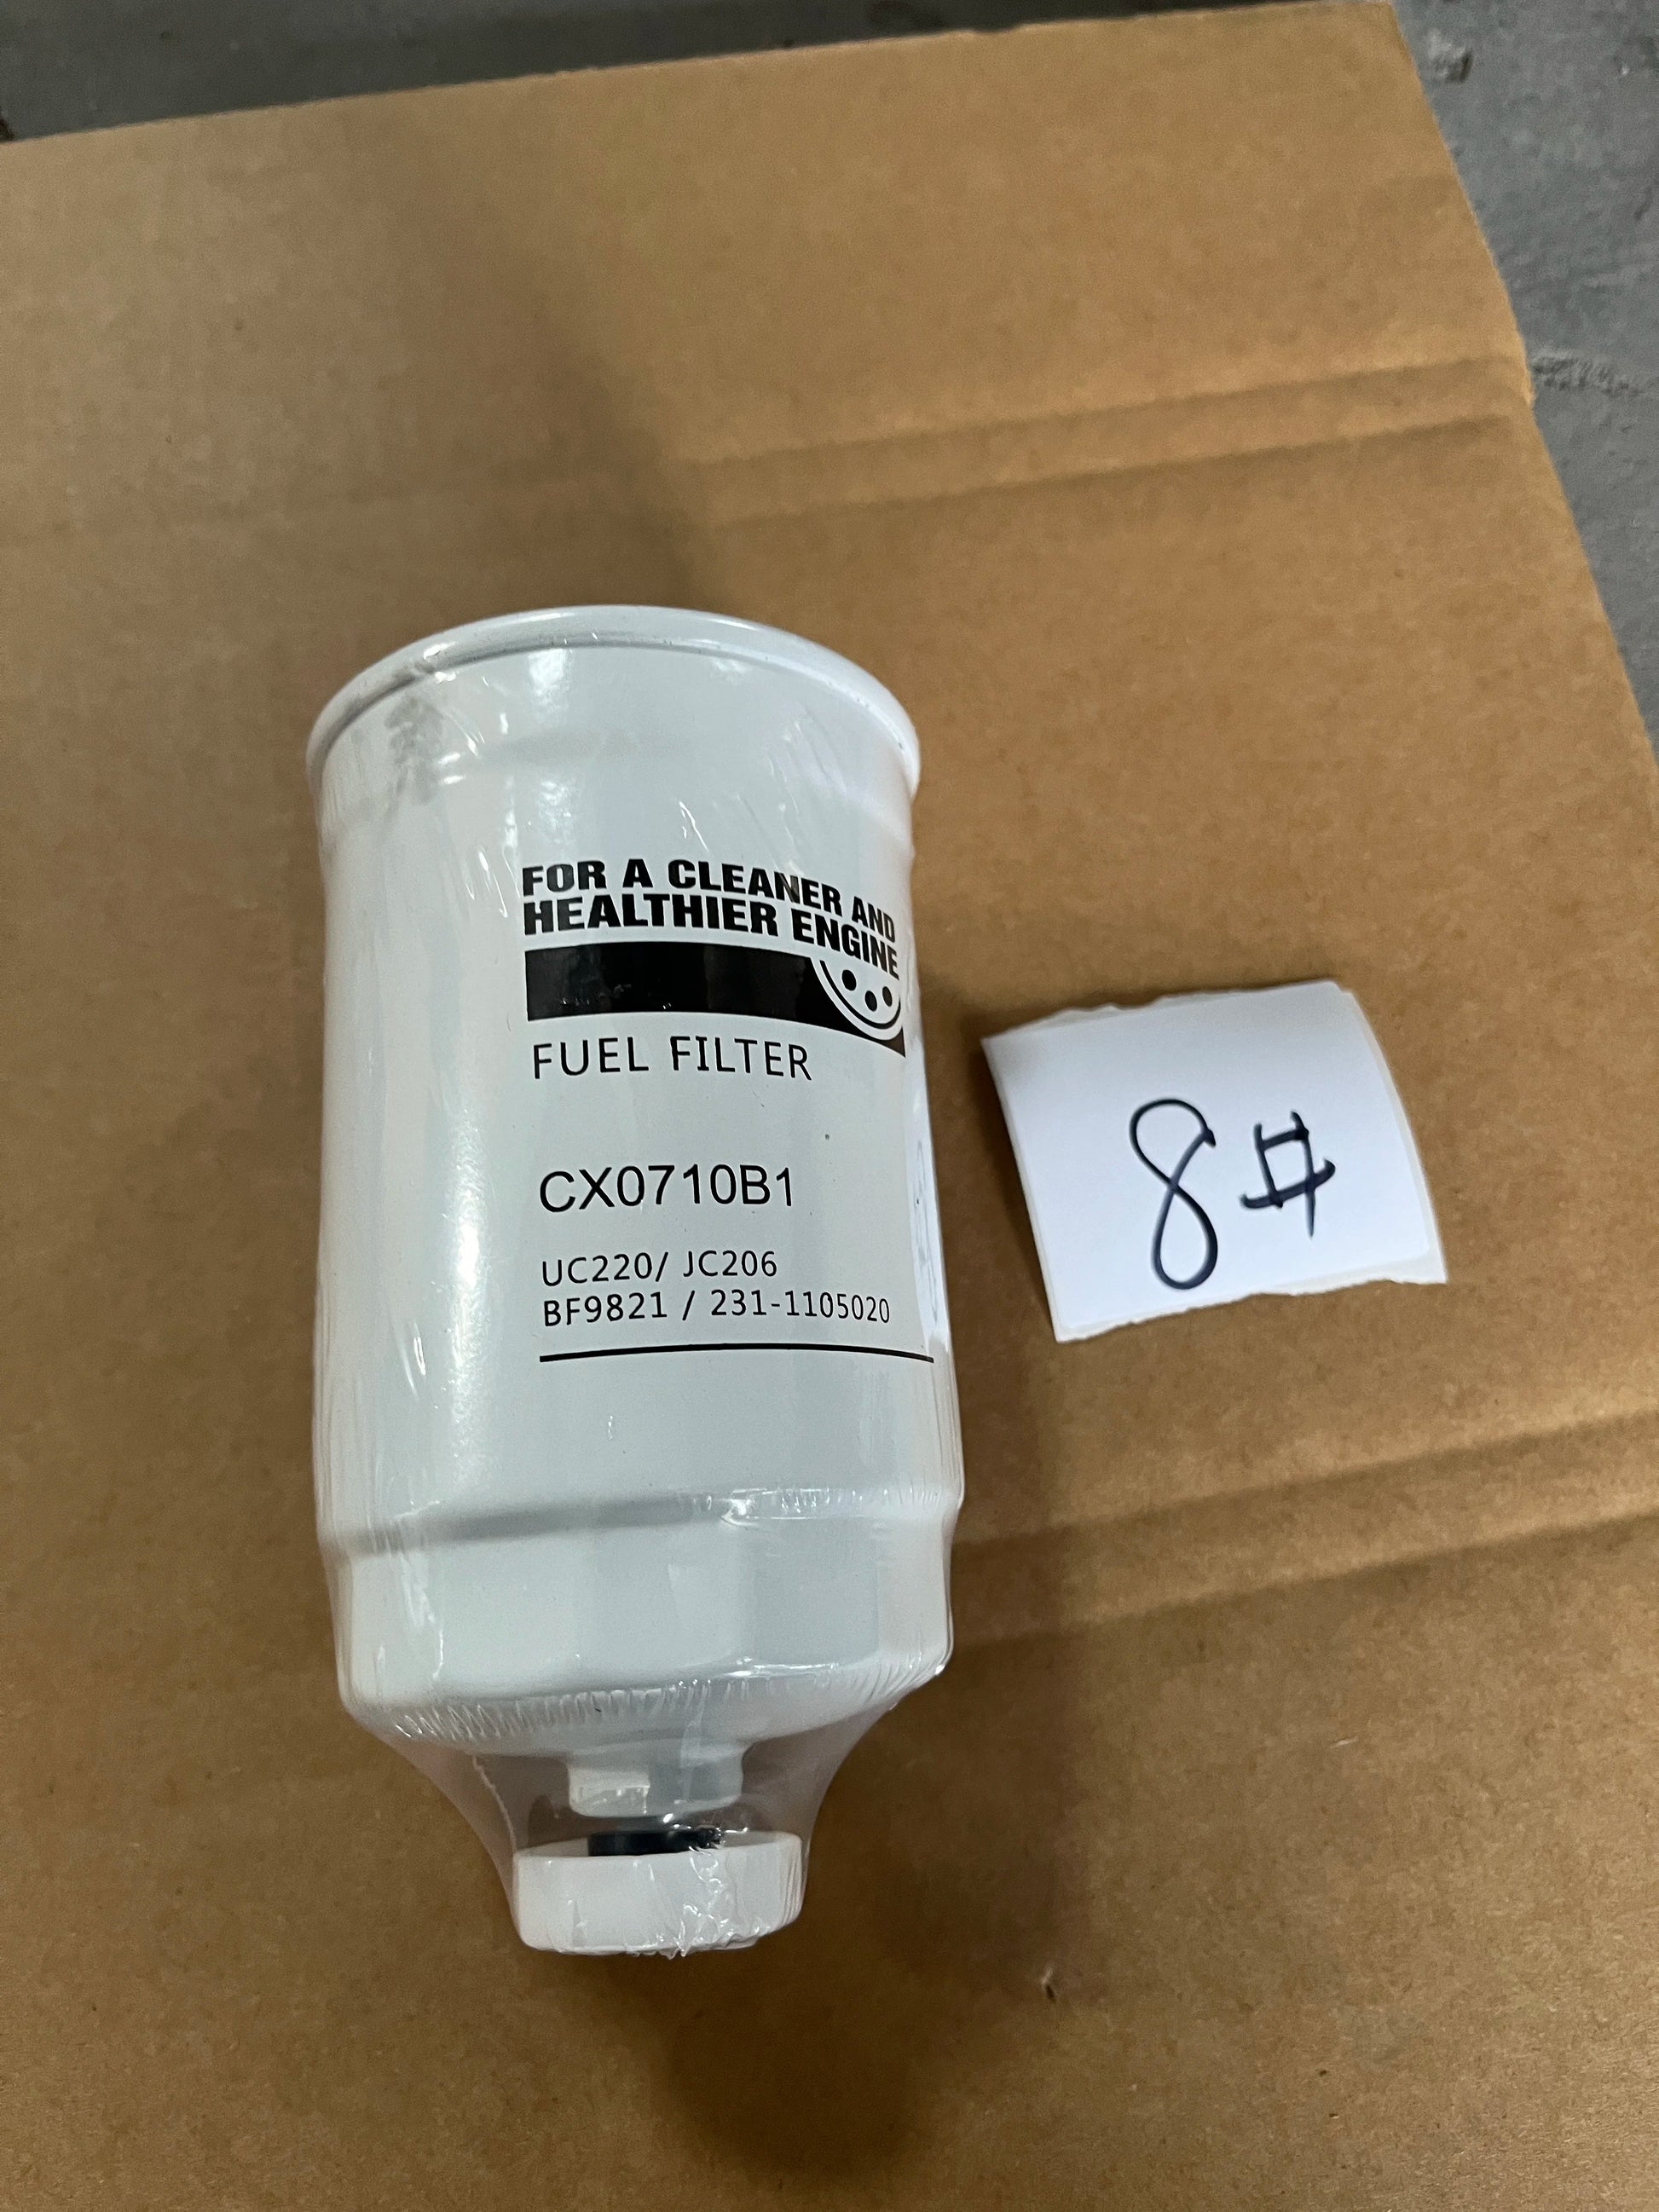 FOR A CLEANER AND
HEALTHIER ENGINE
FUEL FILTER
CX0710B1
UC220/ JC206
BF9821 / 231-1105020
8#